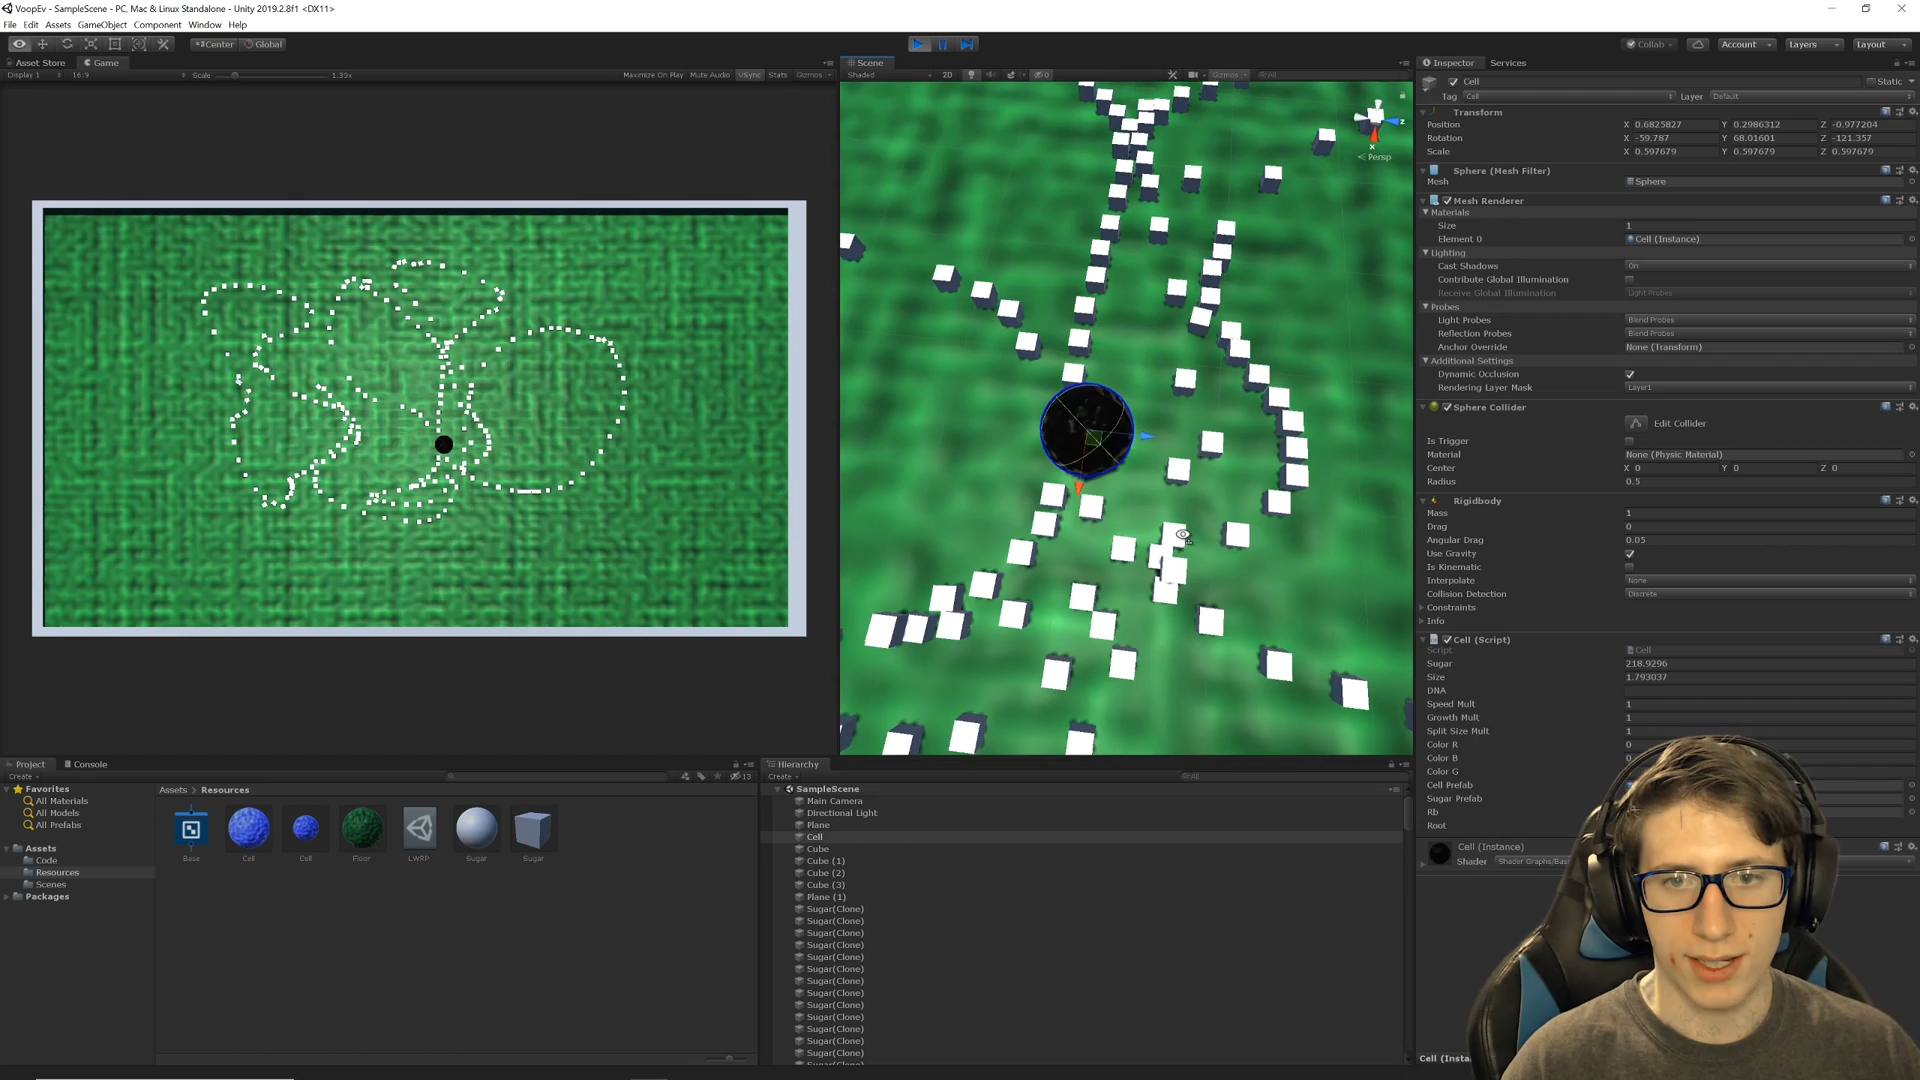 VoopEv - SampleScene - PC, Mac & Linux Standalone - Unity 2019.2.8f1 <DX11>
File Edit Assets GameObject Component Window Help
Center Global
Collab Account Layers Layout
Asset Store Game
Display 1 16:9 Scale 1.39x Maximize On Play Mute Audio VSync Stats Gizmos
Scene
Shaded 2D 0 Gizmos All
z
x
< Persp
Inspector Services
Cell Static
Tag Cell Layer Default
Transform
Position X 0.6825827 Y 0.2986312 Z -0.977204
Rotation X -59.787 Y 68.01601 Z -121.357
Scale X 0.597679 Y 0.597679 Z 0.597679
Sphere (Mesh Filter)
Mesh Sphere
Mesh Renderer
Materials
Size 1
Element 0 Cell (Instance)
Lighting
Cast Shadows On
Contribute Global Illumination
Receive Global Illumination Light Probes
Probes
Light Probes Blend Probes
Reflection Probes Blend Probes
Anchor Override None (Transform)
Additional Settings
Dynamic Occlusion
Rendering Layer Mask Layer1
Sphere Collider
Edit Collider
Is Trigger
Material None (Physic Material)
Center X 0 Y 0 Z 0
Radius 0.5
Rigidbody
Mass 1
Drag 0
Angular Drag 0.05
Use Gravity
Is Kinematic
Interpolate None
Collision Detection Discrete
Constraints
Info
Cell (Script)
Script Cell
Sugar 218.9296
Size 1.793037
DNA
Speed Mult 1
Growth Mult 1
Split Size Mult 1
Color R 0
Color B 0
Color G
Cell Prefab
Sugar Prefab
Rb
Root
Cell (Instance)
Shader Shader Graphs/Bas
Project Console
Create 13
Favorites
All Materials
All Models
All Prefabs
Assets
Code
Resources
Scenes
Packages
Assets > Resources
Base Cell Cell Floor LWRP Sugar Sugar
Hierarchy
Create All
SampleScene
Main Camera
Directional Light
Plane
Cell
Cube
Cube (1)
Cube (2)
Cube (3)
Plane (1)
Sugar(Clone)
Sugar(Clone)
Sugar(Clone)
Sugar(Clone)
Sugar(Clone)
Sugar(Clone)
Sugar(Clone)
Sugar(Clone)
Sugar(Clone)
Sugar(Clone)
Sugar(Clone)
Sugar(Clone)
Sugar(Clone)
Cell (Insta